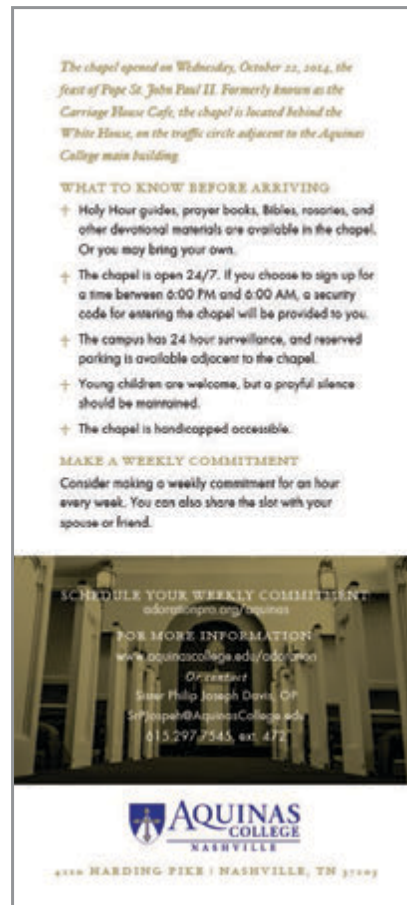 The chapel opened on Wednesday, October 22, 2014, the
feast of Pope St. John Paul II. Formerly known as the
Carriage House Cafe, the chapel is located behind the
White House, on the traffic circle adjacent to the Aquinas
College main building.
WHAT TO KNOW BEFORE ARRIVING
Holy Hour guides, prayer books, Bibles, rosaries, and
other devotional materials are available in the chapel.
Or you may bring your own.
The chapel is open 24/7. If you choose to sign up for
a time between 6:00 PM and 6:00 AM, a security
code for entering the chapel will be provided to you.
The campus has 24 hour surveillance, and reserved
parking is available adjacent to the chapel.
Young children are welcome, but a prayful silence
should be maintained.
The chapel is handicapped accessible.
MAKE A WEEKLY COMMITMENT
Consider making a weekly commitment for an hour
every week. You can also share the slot with your
spouse or friend.
SCHEDULE YOUR WEEKLY COMMITMENT
adorationpro.org/aquinas
FOR MORE INFORMATION
www.aquinascollege.edu/adoration
Or contact
Sister Philip Joseph Davis, OP
SrPJospeh@AquinasCollege.edu
615.297.7545, ext. 472
AQUINAS
COLLEGE
NASHVILLE
4210 HARDING PIKE | NASHVILLE, TN 37205